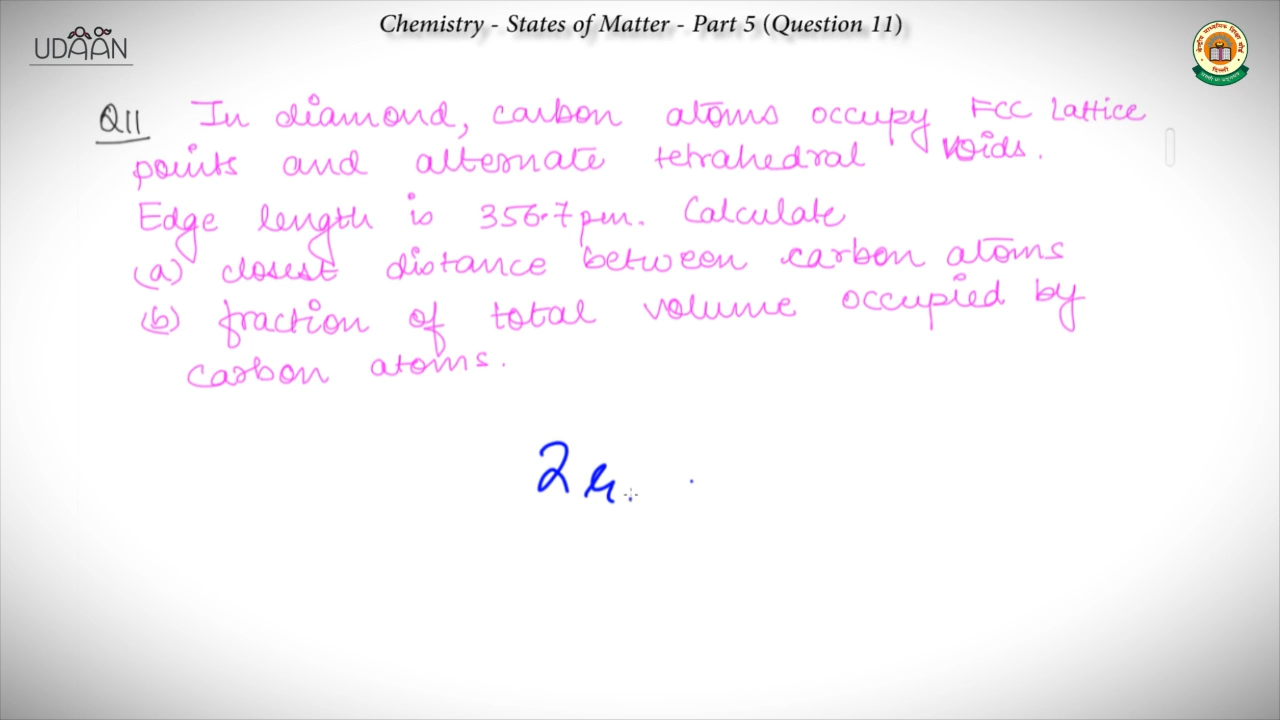 Chemistry - States of Matter - Part 5 (Question 11)
UDAAN
Q11 In diamond, carbon atoms occupy FCC Lattice
points and alternate tetrahedral voids.
Edge length is 356.7 pm. Calculate
(a) closest distance between carbon atoms
(b) fraction of total volume occupied by
carbon atoms.
2r